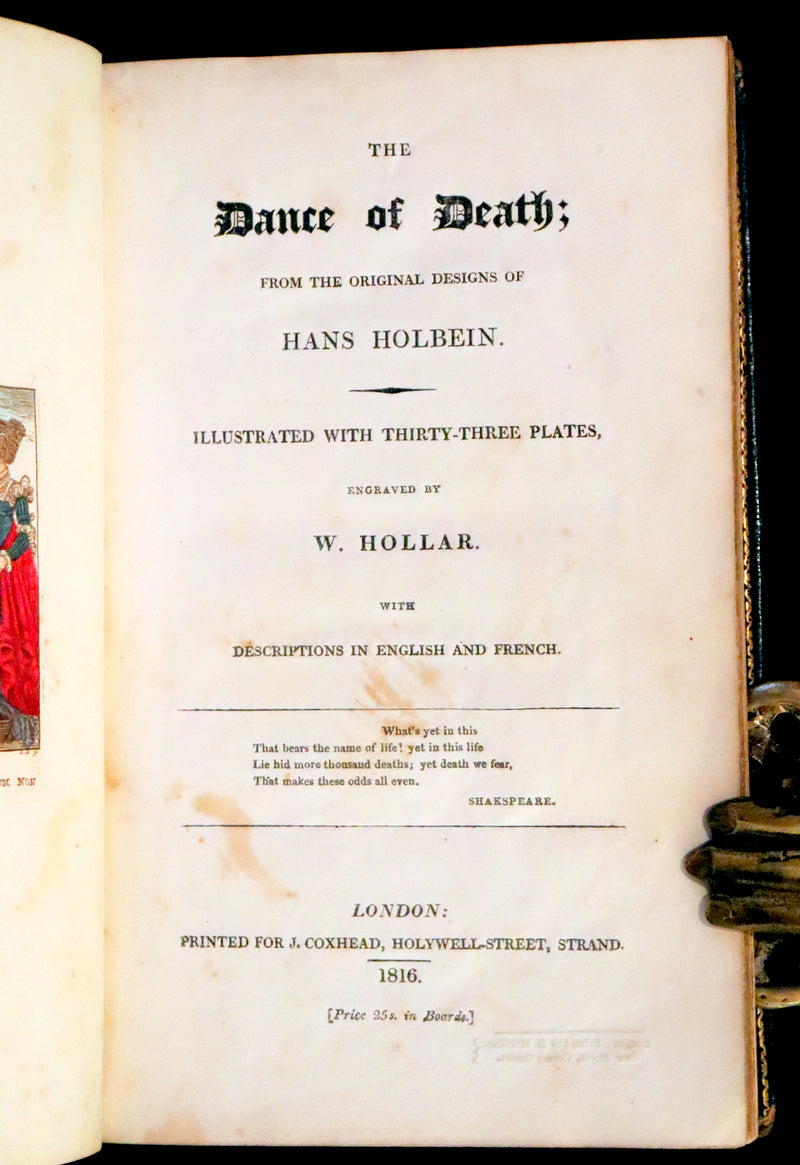 THE
Dance of Death;
FROM THE ORIGINAL DESIGNS OF
HANS HOLBEIN.
ILLUSTRATED WITH THIRTY-THREE PLATES,
ENGRAVED BY
W. HOLLAR.
WITH
DESCRIPTIONS IN ENGLISH AND FRENCH.
What's yet in this
That bears the name of life? yet in this life
Lie hid more thousand deaths; yet death we fear,
That makes these odds all even.
SHAKSPEARE.
LONDON:
PRINTED FOR J. COXHEAD, HOLYWELL-STREET, STRAND.
1816.
[Price 25s. in Boards.]
NON